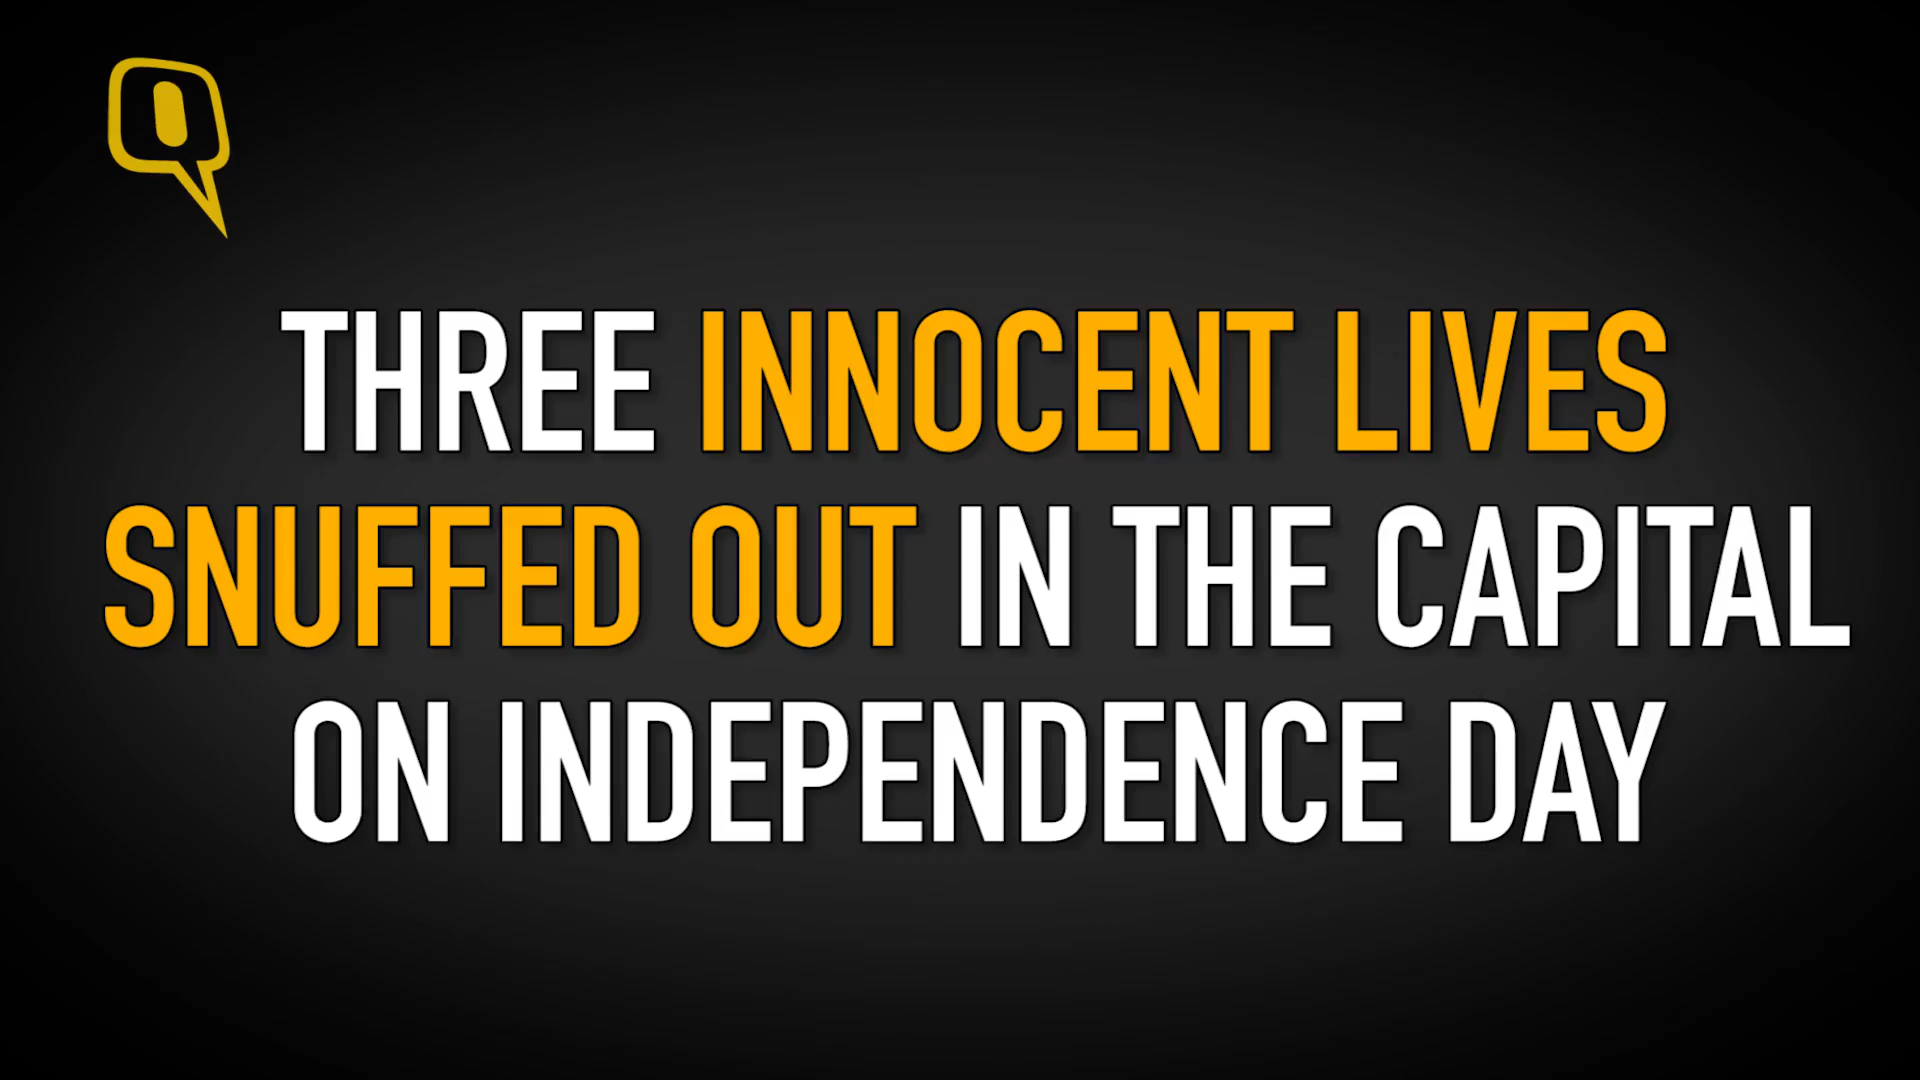 THREE INNOCENT LIVES
SNUFFED OUT IN THE CAPITAL
ON INDEPENDENCE DAY